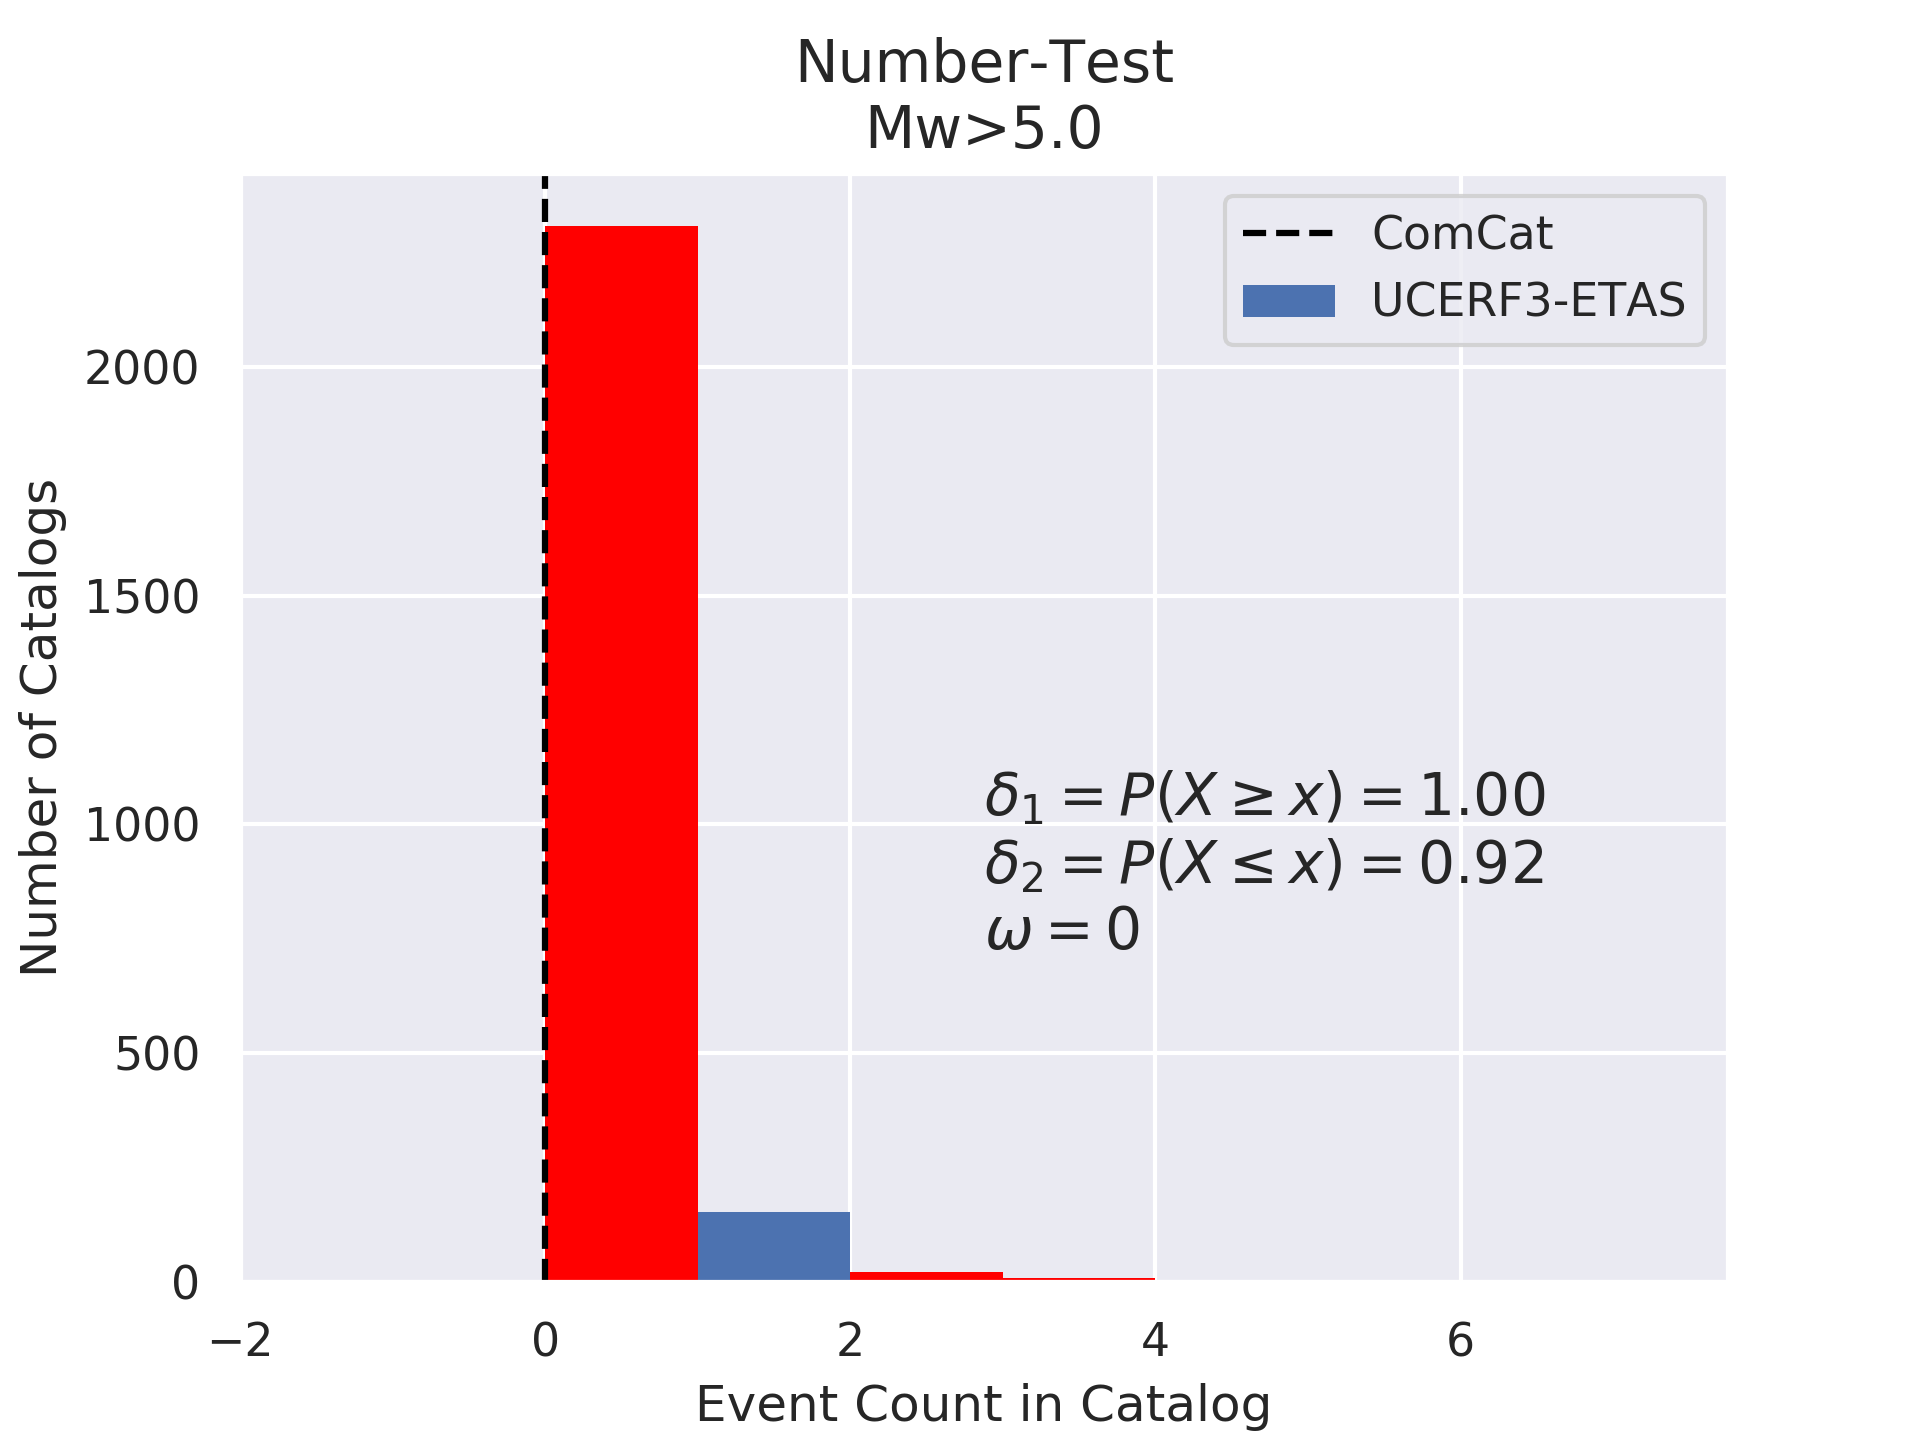 Number-Test
Mw>5.0
ComCat
UCERF3-ETAS
2000
1500
1000
500
0
Number of Catalogs
δ₁ = P(X ≥ x) = 1.00
δ₂ = P(X ≤ x) = 0.92
ω = 0
−2 0 2 4 6
Event Count in Catalog